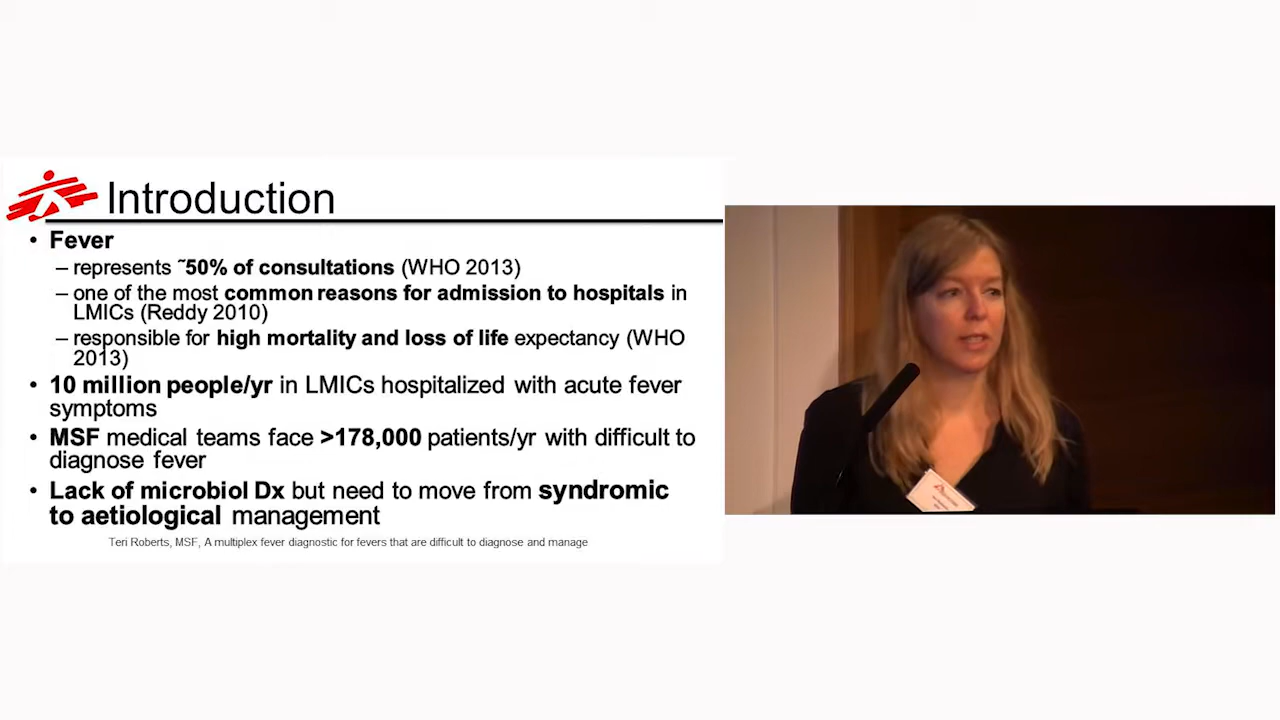 Introduction
• Fever
– represents ~50% of consultations (WHO 2013)
– one of the most common reasons for admission to hospitals in
LMICs (Reddy 2010)
– responsible for high mortality and loss of life expectancy (WHO
2013)
• 10 million people/yr in LMICs hospitalized with acute fever
symptoms
• MSF medical teams face >178,000 patients/yr with difficult to
diagnose fever
• Lack of microbiol Dx but need to move from syndromic
to aetiological management
Teri Roberts, MSF, A multiplex fever diagnostic for fevers that are difficult to diagnose and manage